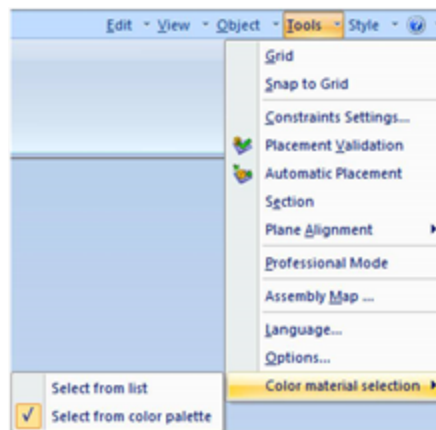 Edit View Object Tools Style
Grid
Snap to Grid
Constraints Settings...
Placement Validation
Automatic Placement
Section
Plane Alignment
Professional Mode
Assembly Map ...
Language...
Options...
Color material selection
Select from list
Select from color palette